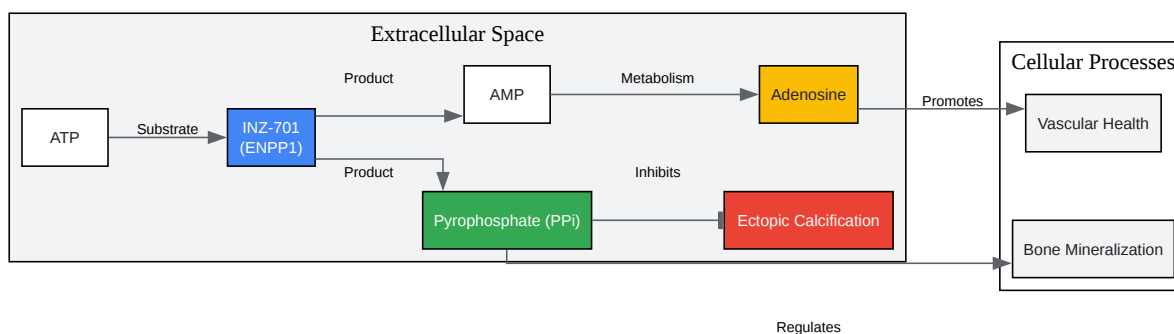 Extracellular Space
Cellular Processes
Product
AMP
Metabolism
Adenosine
Promotes
Vascular Health
ATP
Substrate
INZ-701
(ENPP1)
Product
Inhibits
Pyrophosphate (PPi)
Ectopic Calcification
Bone Mineralization
Regulates